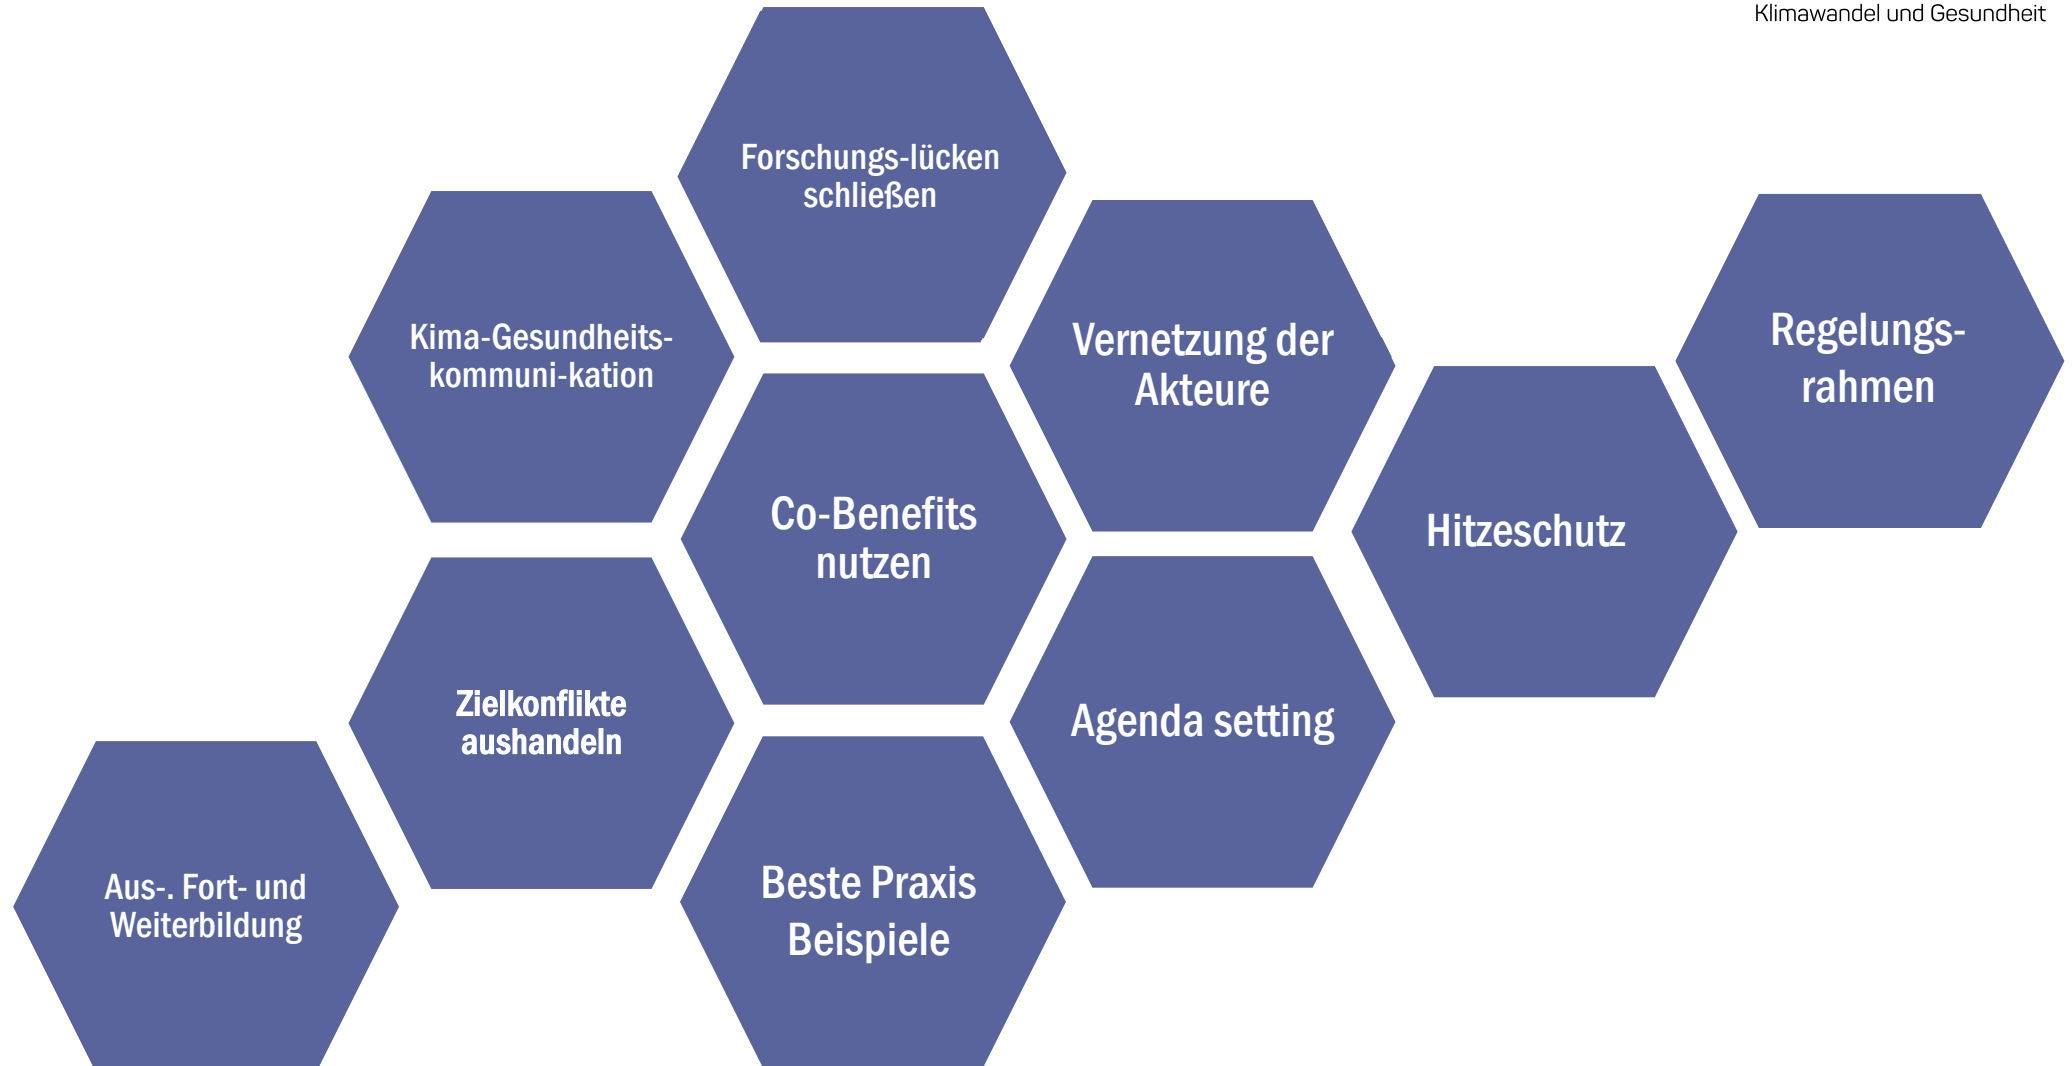 Klimawandel und Gesundheit
Forschungs-lücken
schließen
Kima-Gesundheits-
kommuni-kation
Vernetzung der
Akteure
Regelungs-
rahmen
Co-Benefits
nutzen
Hitzeschutz
Zielkonflikte
aushandeln
Agenda setting
Aus-. Fort- und
Weiterbildung
Beste Praxis
Beispiele